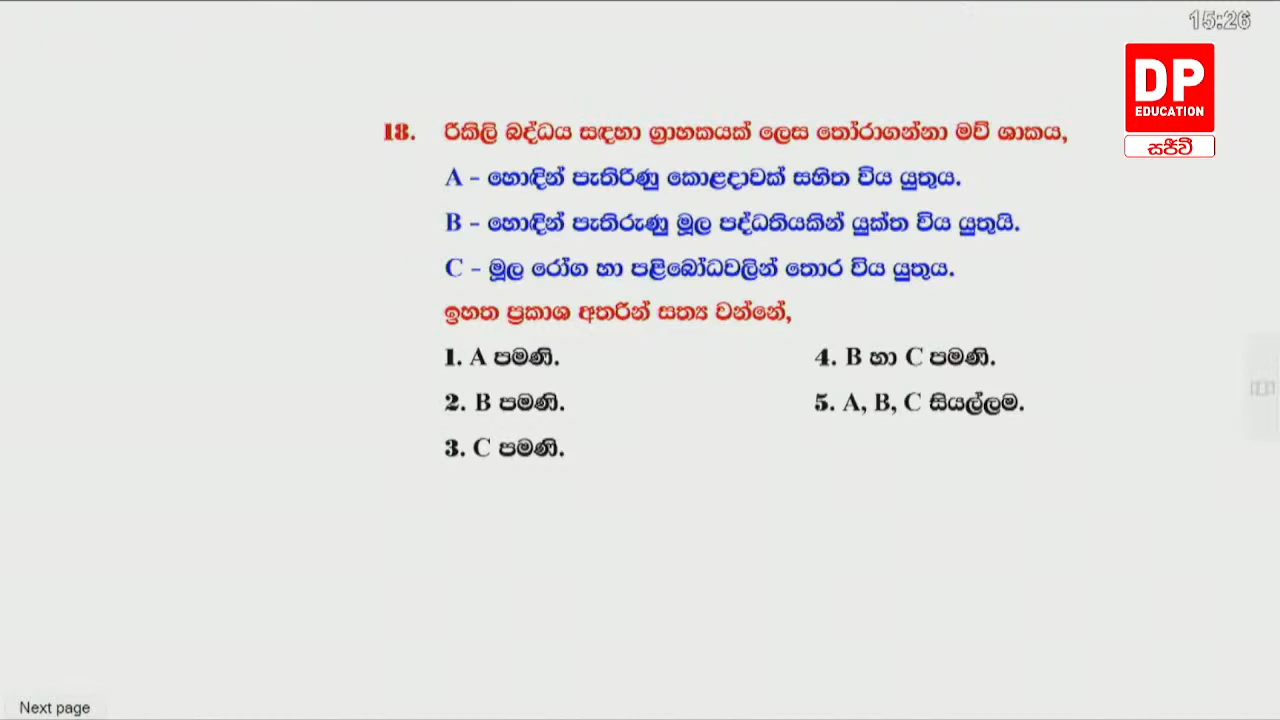 15:26
DP
EDUCATION
සජීවී
18. රිකිලි බද්ධය සඳහා ග්‍රාහකයක් ලෙස තෝරාගන්නා මව් ශාකය,
A - හොඳින් පැතිරිණු කොළදාවක් සහිත විය යුතුය.
B - හොඳින් පැතිරුණු මූල පද්ධතියකින් යුක්ත විය යුතුයි.
C - මූල රෝග හා පළිබෝධවලින් තොර විය යුතුය.
ඉහත ප්‍රකාශ අතරින් සත්‍ය වන්නේ,
1. A පමණි.
2. B පමණි.
3. C පමණි.
4. B හා C පමණි.
5. A, B, C සියල්ලම.
Next page